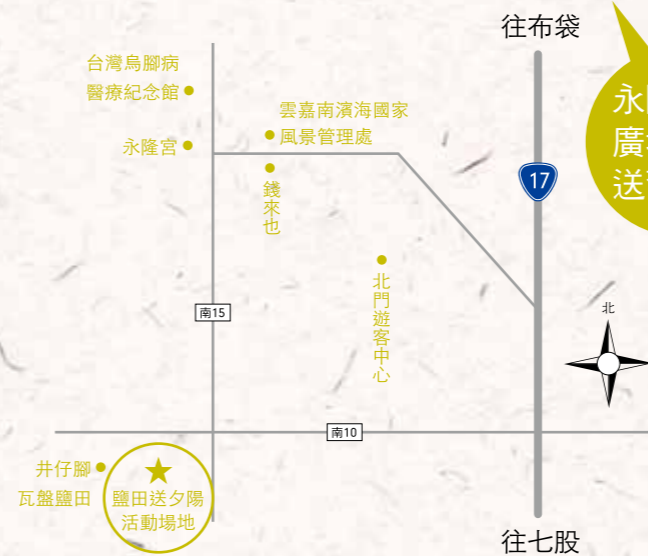 往布袋
台灣烏腳病
醫療紀念館
永隆宮
雲嘉南濱海國家
風景管理處
錢來也
17
北門遊客中心
北
南15
南10
井仔腳
瓦盤鹽田
鹽田送夕陽
活動場地
往七股